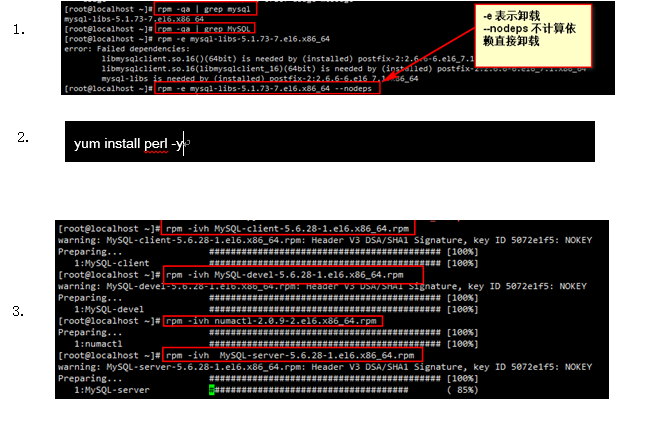 1.
[root@localhost ~]# rpm -qa | grep mysql
mysql-libs-5.1.73-7.el6.x86_64
[root@localhost ~]# rpm -qa | grep MySQL
[root@localhost ~]# rpm -e mysql-libs-5.1.73-7.el6.x86_64
error: Failed dependencies:
libmysqlclient.so.16()(64bit) is needed by (installed) postfix-2:2.6.6-6.el6_7.1
libmysqlclient.so.16(libmysqlclient_16)(64bit) is needed by (installed) postfix-2:2.6.6-6.el6_7.1.x86_64
mysql-libs is needed by (installed) postfix-2:2.6.6-6.el6_7.1.x86_64
[root@localhost ~]# rpm -e mysql-libs-5.1.73-7.el6.x86_64 --nodeps
-e 表示卸载
--nodeps 不计算依
赖直接卸载
2.
yum install perl -y
3.
[root@localhost ~]# rpm -ivh MySQL-client-5.6.28-1.el6.x86_64.rpm
warning: MySQL-client-5.6.28-1.el6.x86_64.rpm: Header V3 DSA/SHA1 Signature, key ID 5072e1f5: NOKEY
Preparing... ########################################### [100%]
1:MySQL-client ########################################### [100%]
[root@localhost ~]# rpm -ivh MySQL-devel-5.6.28-1.el6.x86_64.rpm
warning: MySQL-devel-5.6.28-1.el6.x86_64.rpm: Header V3 DSA/SHA1 Signature, key ID 5072e1f5: NOKEY
Preparing... ########################################### [100%]
1:MySQL-devel ########################################### [100%]
[root@localhost ~]# rpm -ivh numactl-2.0.9-2.el6.x86_64.rpm
Preparing... ########################################### [100%]
1:numactl ########################################### [100%]
[root@localhost ~]# rpm -ivh MySQL-server-5.6.28-1.el6.x86_64.rpm
warning: MySQL-server-5.6.28-1.el6.x86_64.rpm: Header V3 DSA/SHA1 Signature, key ID 5072e1f5: NOKEY
Preparing... ########################################### [100%]
1:MySQL-server ##################################### ( 85%)